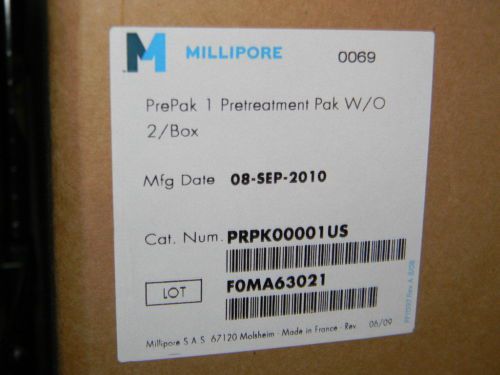 MILLIPORE 0069
PrePak 1 Pretreatment Pak W/O
2/Box
Mfg Date 08-SEP-2010
Cat. Num. PRPK00001US
LOT F0MA63021
Millipore S.A.S. 67120 Molsheim · Made in France · Rev. 06/09